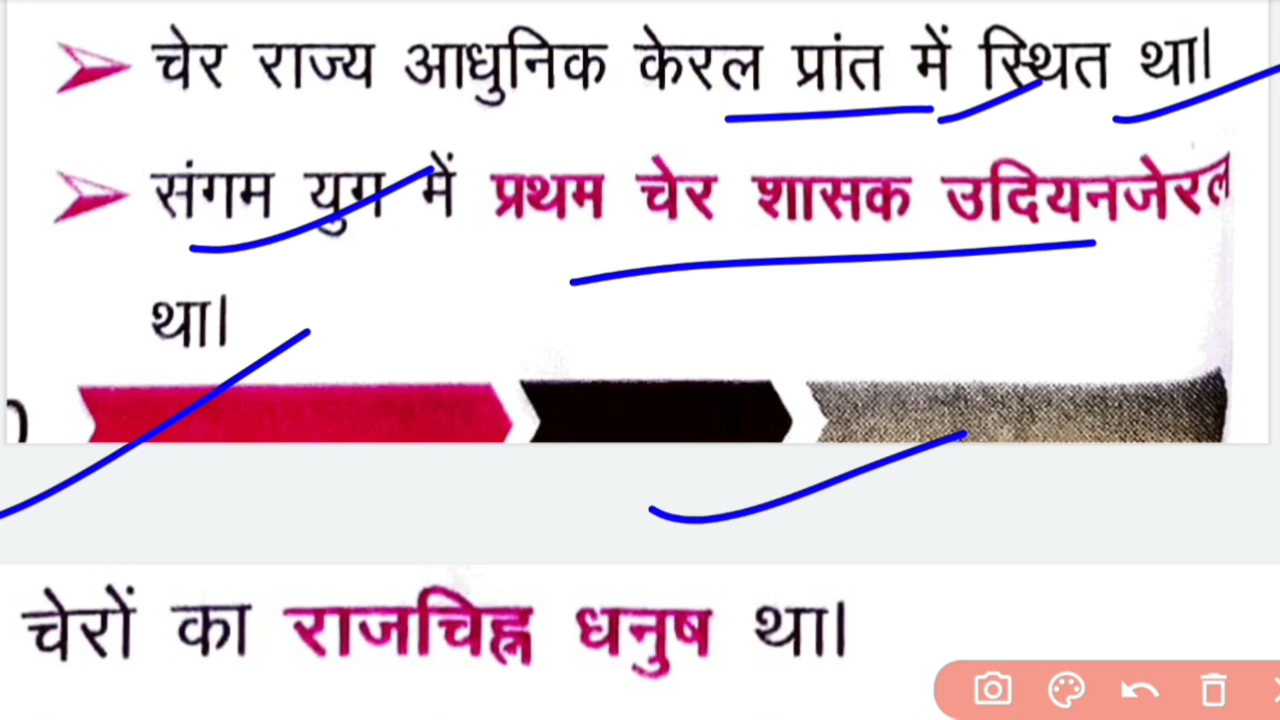 चेर राज्य आधुनिक केरल प्रांत में स्थित था।
संगम युग में प्रथम चेर शासक उदियनजेरल
था।
चेरों का राजचिह्न धनुष था।